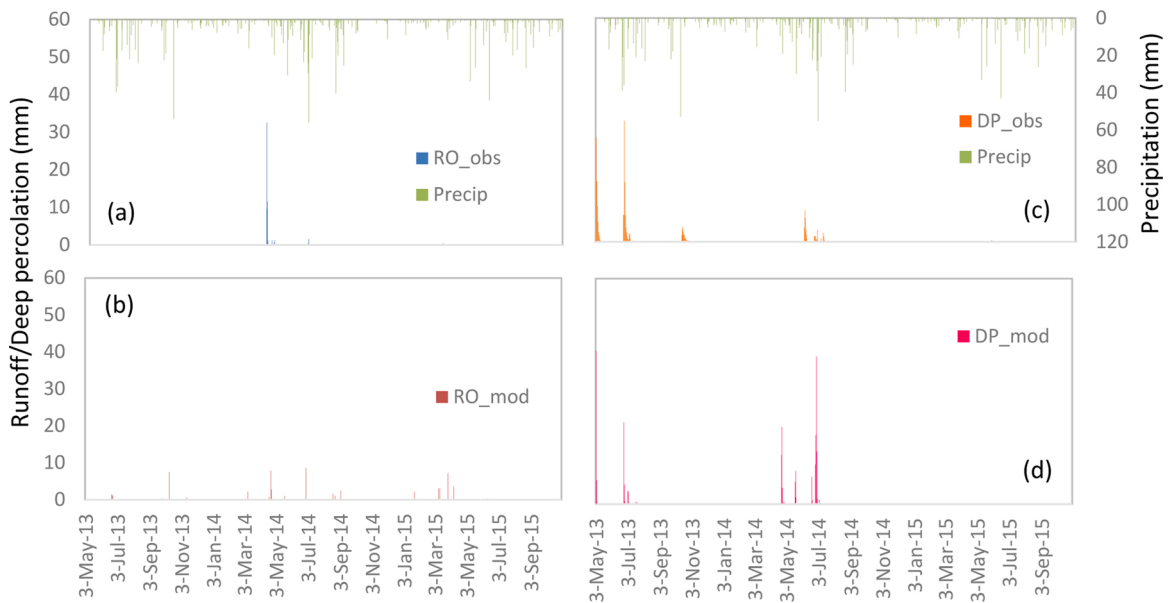 Runoff/Deep percolation (mm)
60
50
40
30
20
10
0
(a)
RO_obs
Precip
0
20
40
60
80
100
120
Precipitation (mm)
DP_obs
Precip
(c)
60
50
40
30
20
10
0
(b)
RO_mod
DP_mod
(d)
3-May-13
3-Jul-13
3-Sep-13
3-Nov-13
3-Jan-14
3-Mar-14
3-May-14
3-Jul-14
3-Sep-14
3-Nov-14
3-Jan-15
3-Mar-15
3-May-15
3-Jul-15
3-Sep-15
3-May-13
3-Jul-13
3-Sep-13
3-Nov-13
3-Jan-14
3-Mar-14
3-May-14
3-Jul-14
3-Sep-14
3-Nov-14
3-Jan-15
3-Mar-15
3-May-15
3-Jul-15
3-Sep-15